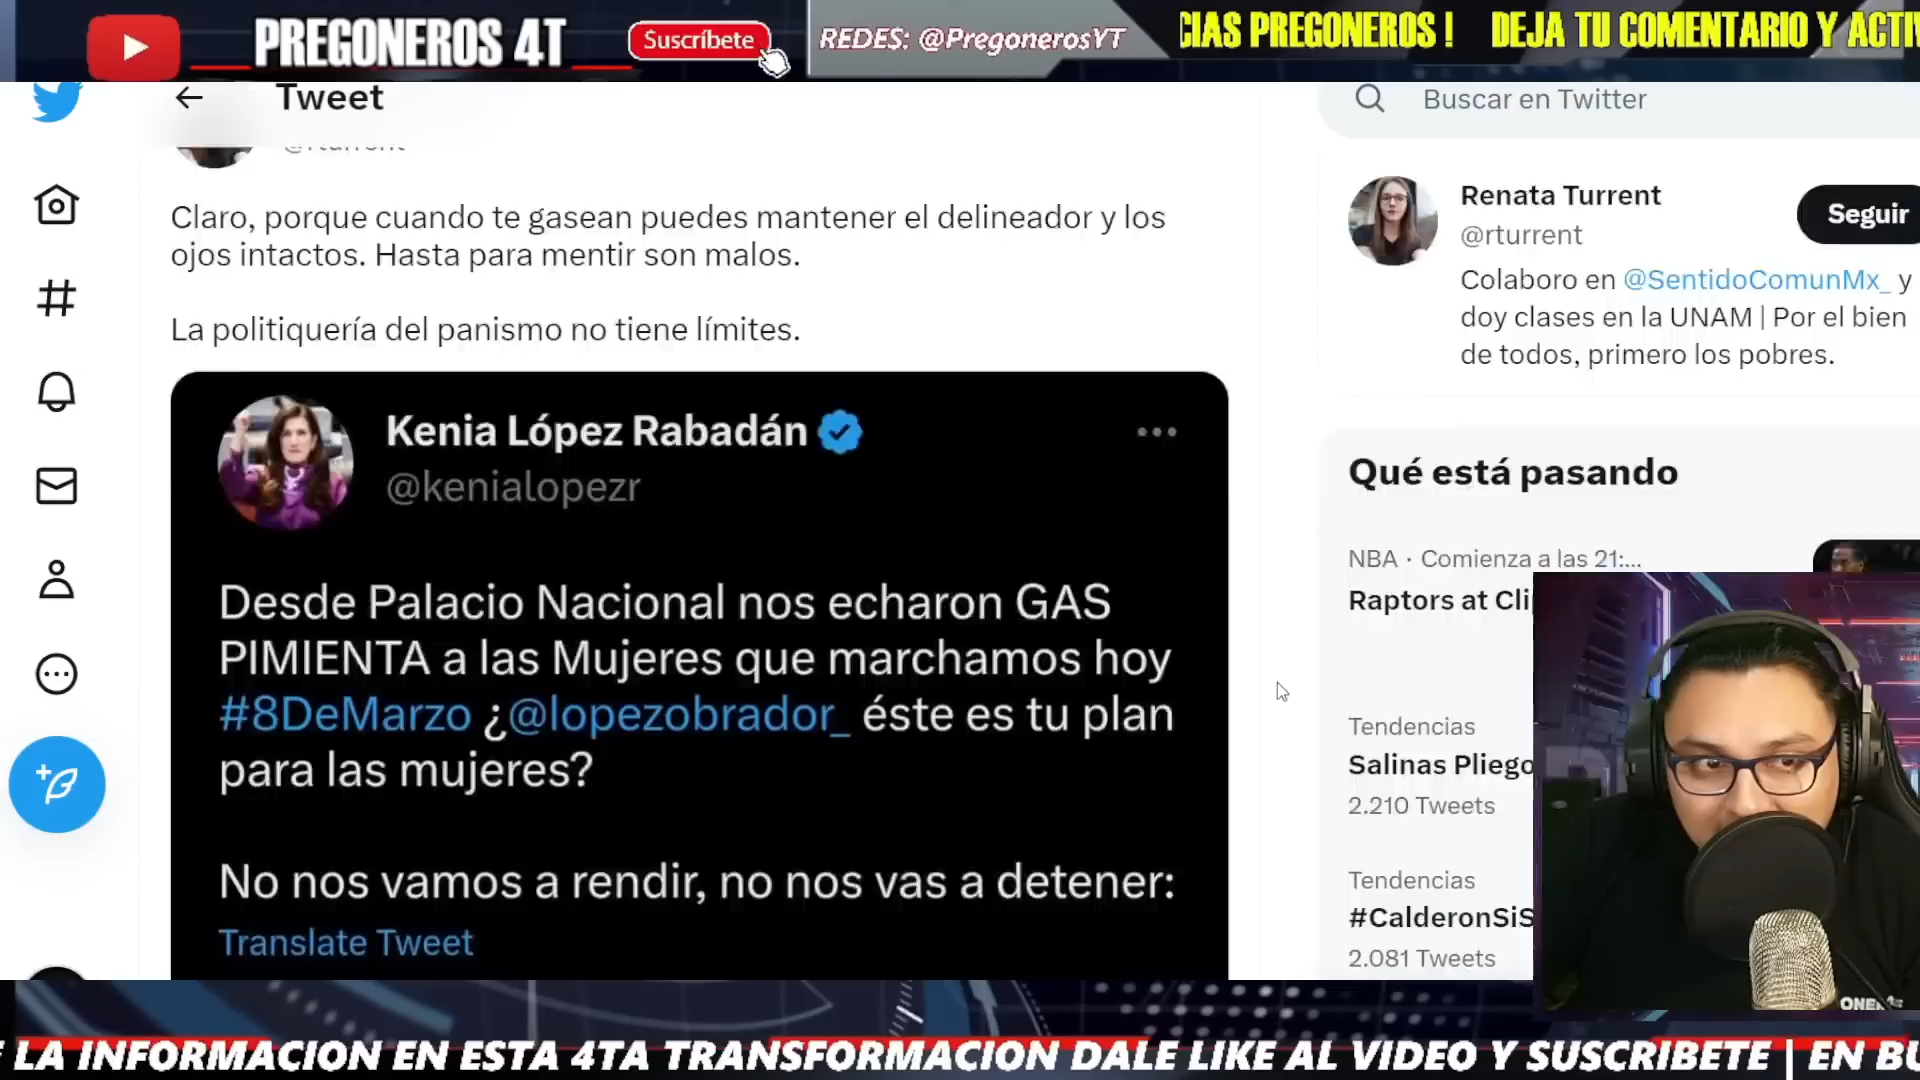 PREGONEROS 4T
Suscríbete
REDES: @PregonerosYT
CIAS PREGONEROS ! DEJA TU COMENTARIO Y ACTIV
Tweet
Buscar en Twitter
@rturrent
Claro, porque cuando te gasean puedes mantener el delineador y los
ojos intactos. Hasta para mentir son malos.
La politiquería del panismo no tiene límites.
Kenia López Rabadán
@kenialopezr
Desde Palacio Nacional nos echaron GAS
PIMIENTA a las Mujeres que marchamos hoy
#8DeMarzo ¿@lopezobrador_ éste es tu plan
para las mujeres?
No nos vamos a rendir, no nos vas a detener:
Translate Tweet
Renata Turrent
@rturrent
Seguir
Colaboro en @SentidoComunMx_ y
doy clases en la UNAM | Por el bien
de todos, primero los pobres.
Qué está pasando
NBA · Comienza a las 21:...
Raptors at Cli
Tendencias
Salinas Pliego
2.210 Tweets
Tendencias
#CalderonSiS
2.081 Tweets
LA INFORMACION EN ESTA 4TA TRANSFORMACION DALE LIKE AL VIDEO Y SUSCRIBETE | EN BU